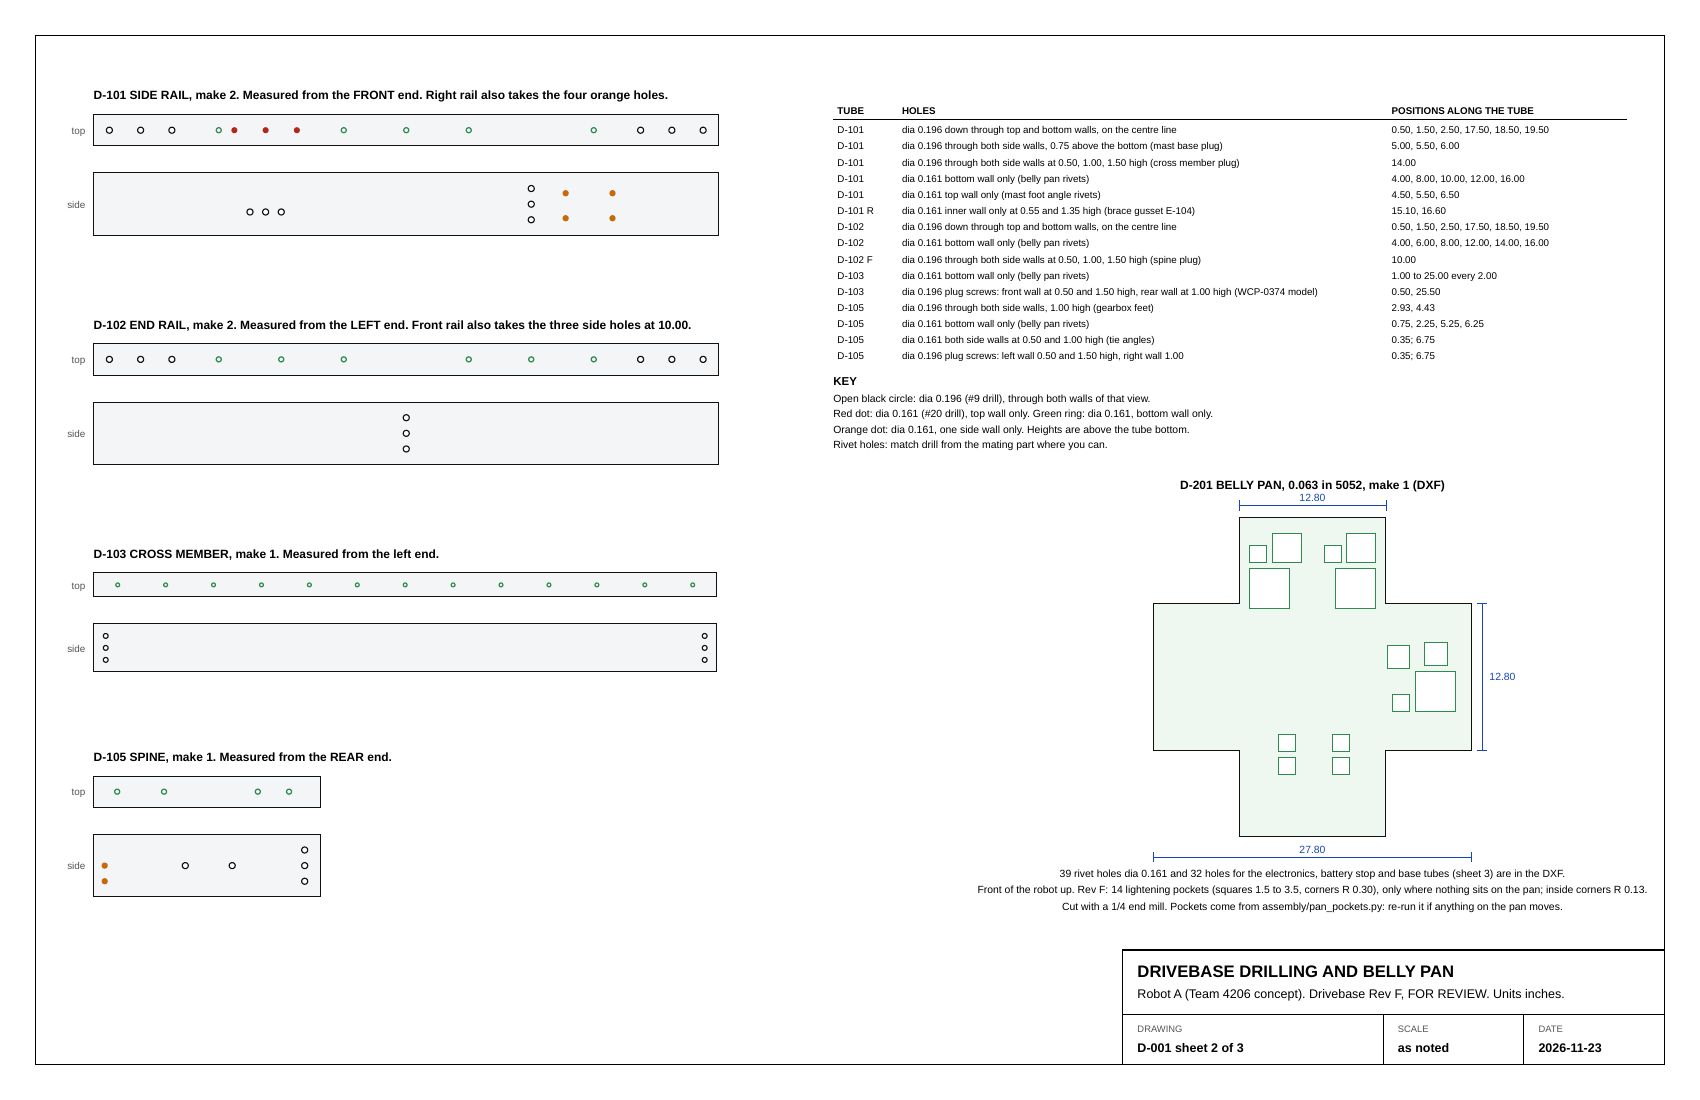 D-101 SIDE RAIL, make 2. Measured from the FRONT end. Right rail also takes the four orange holes.
top
side
D-102 END RAIL, make 2. Measured from the LEFT end. Front rail also takes the three side holes at 10.00.
top
side
D-103 CROSS MEMBER, make 1. Measured from the left end.
top
side
D-105 SPINE, make 1. Measured from the REAR end.
top
side
TUBE HOLES POSITIONS ALONG THE TUBE
D-101 dia 0.196 down through top and bottom walls, on the centre line 0.50, 1.50, 2.50, 17.50, 18.50, 19.50
D-101 dia 0.196 through both side walls, 0.75 above the bottom (mast base plug) 5.00, 5.50, 6.00
D-101 dia 0.196 through both side walls at 0.50, 1.00, 1.50 high (cross member plug) 14.00
D-101 dia 0.161 bottom wall only (belly pan rivets) 4.00, 8.00, 10.00, 12.00, 16.00
D-101 dia 0.161 top wall only (mast foot angle rivets) 4.50, 5.50, 6.50
D-101 R dia 0.161 inner wall only at 0.55 and 1.35 high (brace gusset E-104) 15.10, 16.60
D-102 dia 0.196 down through top and bottom walls, on the centre line 0.50, 1.50, 2.50, 17.50, 18.50, 19.50
D-102 dia 0.161 bottom wall only (belly pan rivets) 4.00, 6.00, 8.00, 12.00, 14.00, 16.00
D-102 F dia 0.196 through both side walls at 0.50, 1.00, 1.50 high (spine plug) 10.00
D-103 dia 0.161 bottom wall only (belly pan rivets) 1.00 to 25.00 every 2.00
D-103 dia 0.196 plug screws: front wall at 0.50 and 1.50 high, rear wall at 1.00 high (WCP-0374 model) 0.50, 25.50
D-105 dia 0.196 through both side walls, 1.00 high (gearbox feet) 2.93, 4.43
D-105 dia 0.161 bottom wall only (belly pan rivets) 0.75, 2.25, 5.25, 6.25
D-105 dia 0.161 both side walls at 0.50 and 1.00 high (tie angles) 0.35; 6.75
D-105 dia 0.196 plug screws: left wall 0.50 and 1.50 high, right wall 1.00 0.35; 6.75
KEY
Open black circle: dia 0.196 (#9 drill), through both walls of that view.
Red dot: dia 0.161 (#20 drill), top wall only. Green ring: dia 0.161, bottom wall only.
Orange dot: dia 0.161, one side wall only. Heights are above the tube bottom.
Rivet holes: match drill from the mating part where you can.
D-201 BELLY PAN, 0.063 in 5052, make 1 (DXF)
12.80
12.80
27.80
39 rivet holes dia 0.161 and 32 holes for the electronics, battery stop and base tubes (sheet 3) are in the DXF.
Front of the robot up. Rev F: 14 lightening pockets (squares 1.5 to 3.5, corners R 0.30), only where nothing sits on the pan; inside corners R 0.13.
Cut with a 1/4 end mill. Pockets come from assembly/pan_pockets.py: re-run it if anything on the pan moves.
DRIVEBASE DRILLING AND BELLY PAN
Robot A (Team 4206 concept). Drivebase Rev F, FOR REVIEW. Units inches.
DRAWING SCALE DATE
D-001 sheet 2 of 3 as noted 2026-11-23